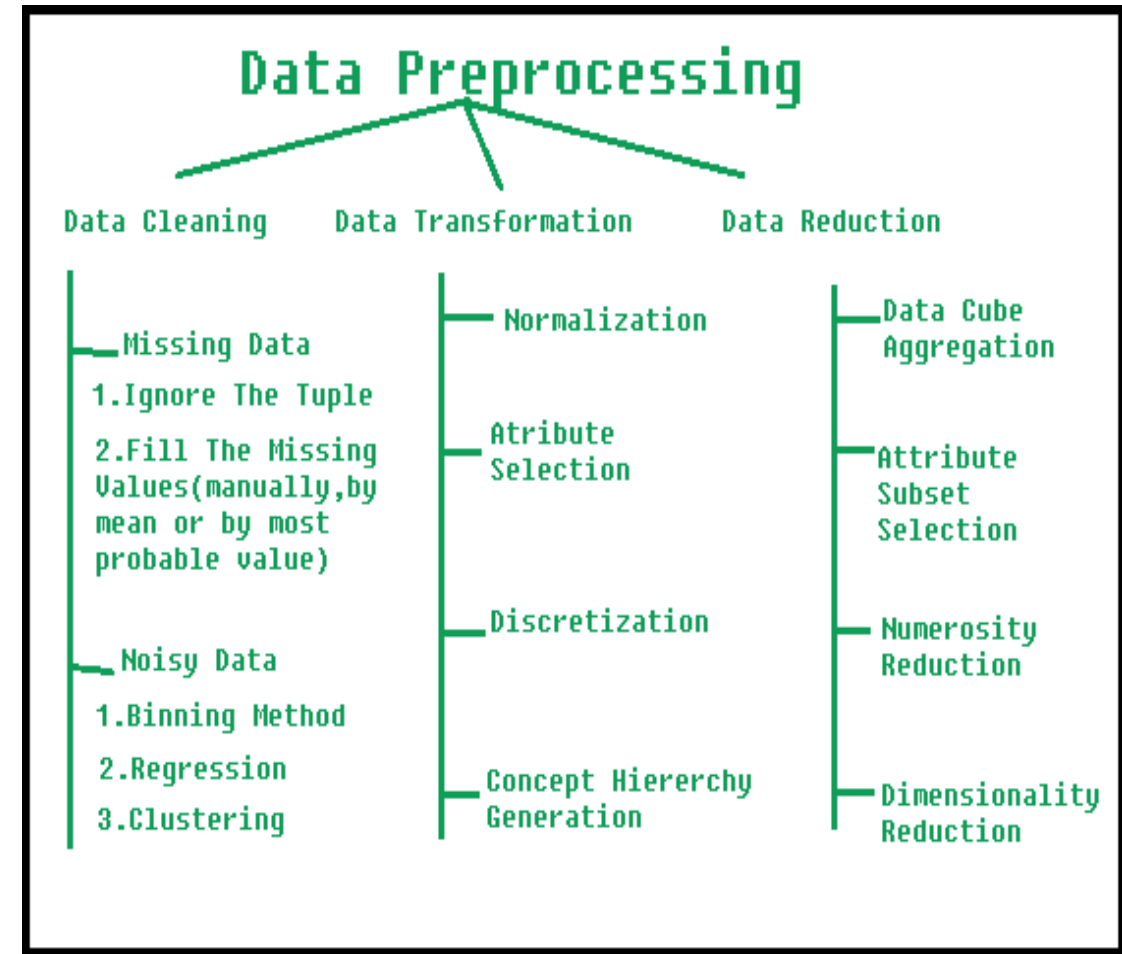 Data Preprocessing
Data Cleaning
Missing Data
1.Ignore The Tuple
2.Fill The Missing
Values(manually,by
mean or by most
probable value)
Noisy Data
1.Binning Method
2.Regression
3.Clustering
Data Transformation
Normalization
Atribute
Selection
Discretization
Concept Hiererchy
Generation
Data Reduction
Data Cube
Aggregation
Attribute
Subset
Selection
Numerosity
Reduction
Dimensionality
Reduction